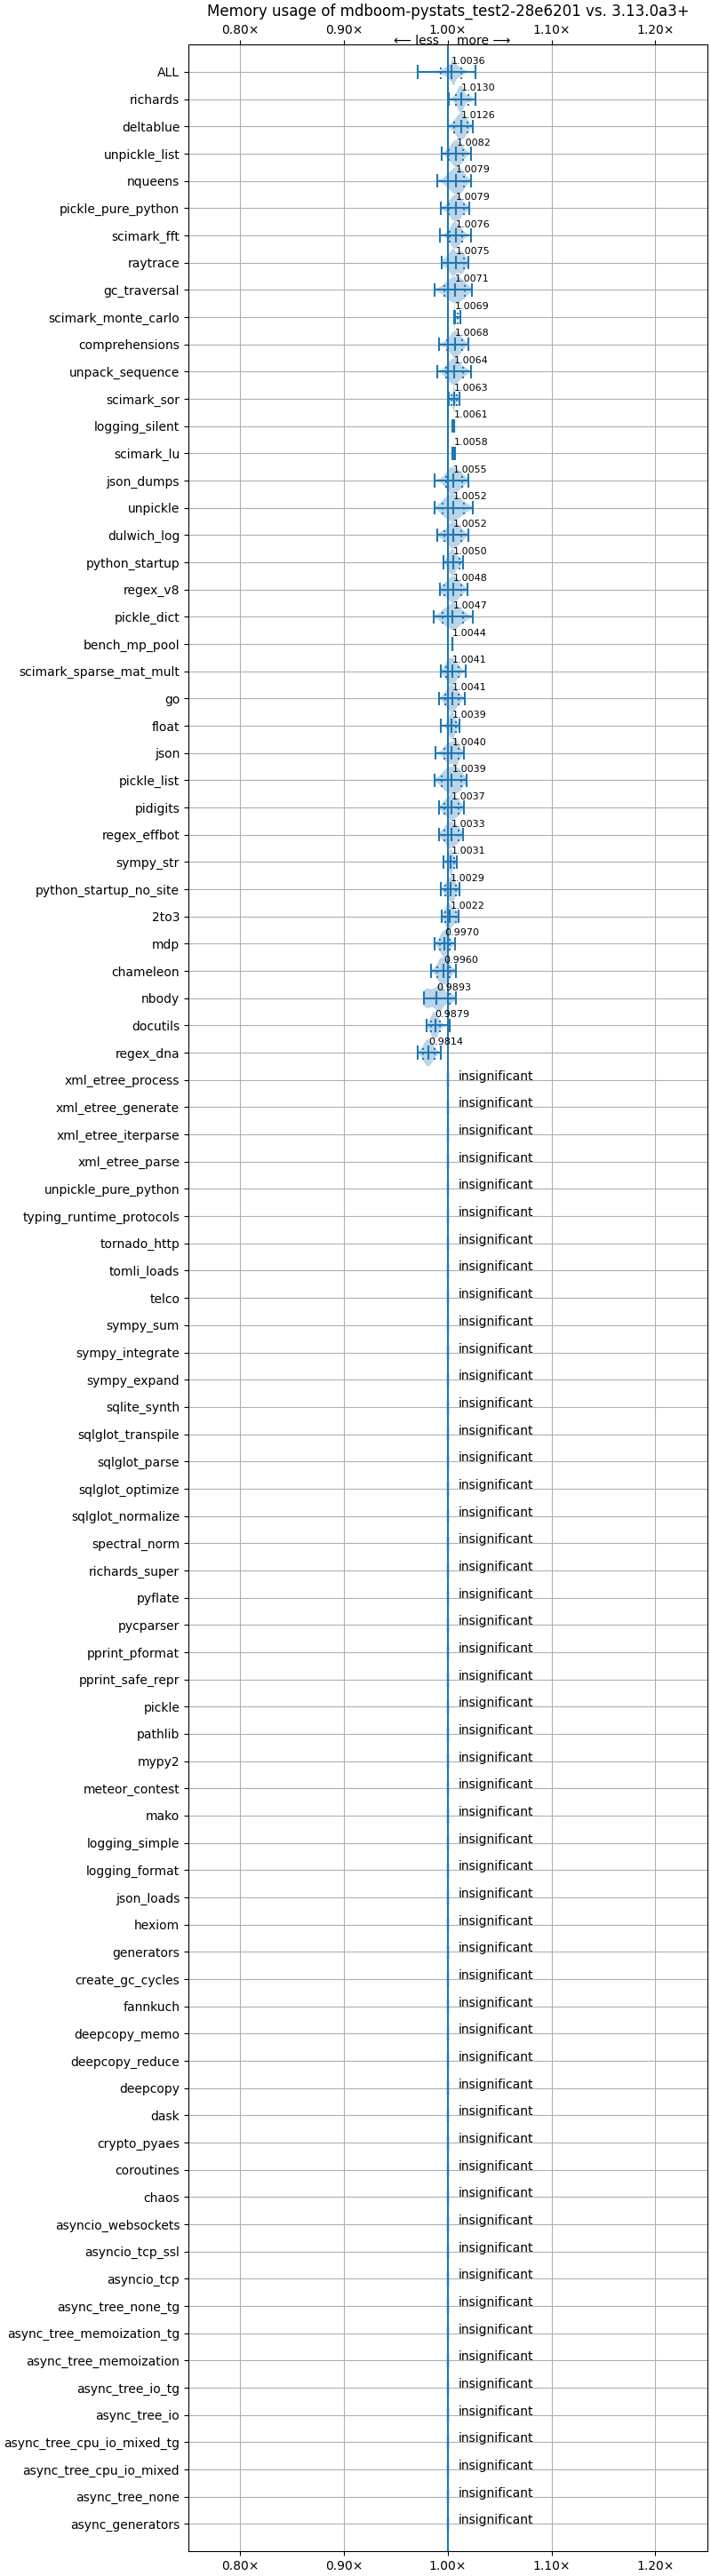 Memory usage of mdboom-pystats_test2-28e6201 vs. 3.13.0a3+
0.80× 0.90× 1.00× 1.10× 1.20×
⟵ less more ⟶
ALL 1.0036
richards 1.0130
deltablue 1.0126
unpickle_list 1.0082
nqueens 1.0079
pickle_pure_python 1.0079
scimark_fft 1.0076
raytrace 1.0075
gc_traversal 1.0071
scimark_monte_carlo 1.0069
comprehensions 1.0068
unpack_sequence 1.0064
scimark_sor 1.0063
logging_silent 1.0061
scimark_lu 1.0058
json_dumps 1.0055
unpickle 1.0052
dulwich_log 1.0052
python_startup 1.0050
regex_v8 1.0048
pickle_dict 1.0047
bench_mp_pool 1.0044
scimark_sparse_mat_mult 1.0041
go 1.0041
float 1.0039
json 1.0040
pickle_list 1.0039
pidigits 1.0037
regex_effbot 1.0033
sympy_str 1.0031
python_startup_no_site 1.0029
2to3 1.0022
mdp 0.9970
chameleon 0.9960
nbody 0.9893
docutils 0.9879
regex_dna 0.9814
xml_etree_process insignificant
xml_etree_generate insignificant
xml_etree_iterparse insignificant
xml_etree_parse insignificant
unpickle_pure_python insignificant
typing_runtime_protocols insignificant
tornado_http insignificant
tomli_loads insignificant
telco insignificant
sympy_sum insignificant
sympy_integrate insignificant
sympy_expand insignificant
sqlite_synth insignificant
sqlglot_transpile insignificant
sqlglot_parse insignificant
sqlglot_optimize insignificant
sqlglot_normalize insignificant
spectral_norm insignificant
richards_super insignificant
pyflate insignificant
pycparser insignificant
pprint_pformat insignificant
pprint_safe_repr insignificant
pickle insignificant
pathlib insignificant
mypy2 insignificant
meteor_contest insignificant
mako insignificant
logging_simple insignificant
logging_format insignificant
json_loads insignificant
hexiom insignificant
generators insignificant
create_gc_cycles insignificant
fannkuch insignificant
deepcopy_memo insignificant
deepcopy_reduce insignificant
deepcopy insignificant
dask insignificant
crypto_pyaes insignificant
coroutines insignificant
chaos insignificant
asyncio_websockets insignificant
asyncio_tcp_ssl insignificant
asyncio_tcp insignificant
async_tree_none_tg insignificant
async_tree_memoization_tg insignificant
async_tree_memoization insignificant
async_tree_io_tg insignificant
async_tree_io insignificant
async_tree_cpu_io_mixed_tg insignificant
async_tree_cpu_io_mixed insignificant
async_tree_none insignificant
async_generators insignificant
0.80× 0.90× 1.00× 1.10× 1.20×